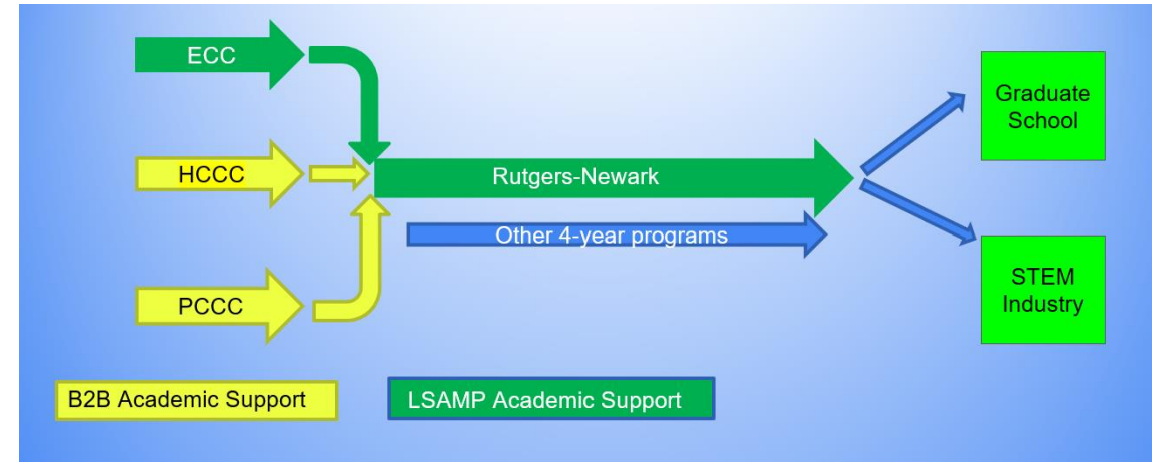 ECC
HCCC
PCCC
Rutgers-Newark
Other 4-year programs
Graduate
School
STEM
Industry
B2B Academic Support
LSAMP Academic Support